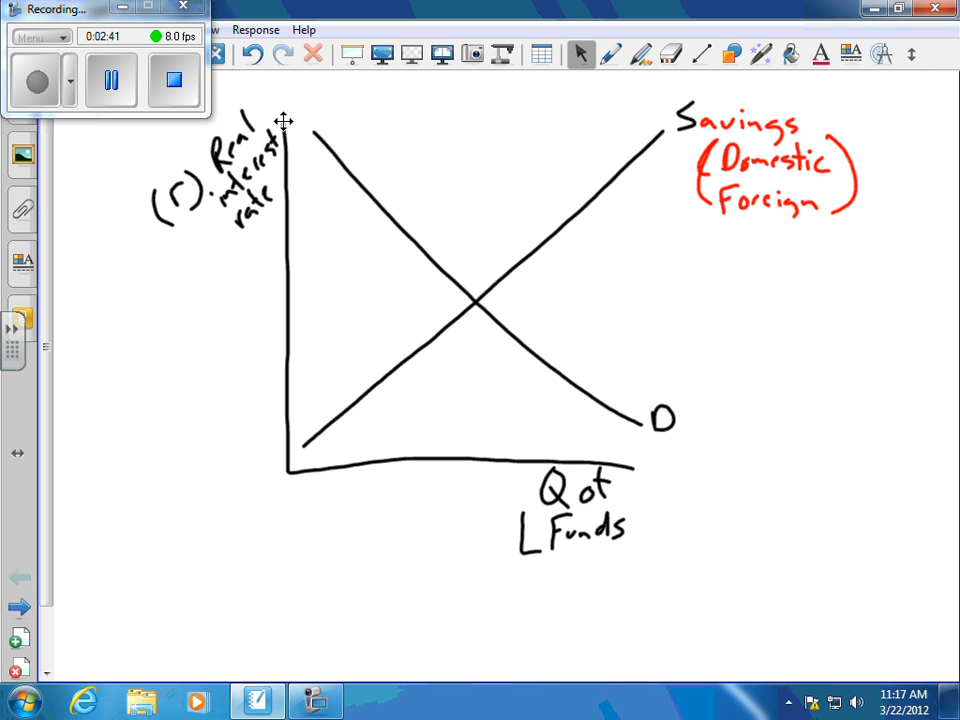 Recording...
Menu
0:02:41
8.0 fps
w Response Help
Real
interest
rate
(r).
Savings
(Domestic
Foreign)
D
Q of
L Funds
11:17 AM
3/22/2012